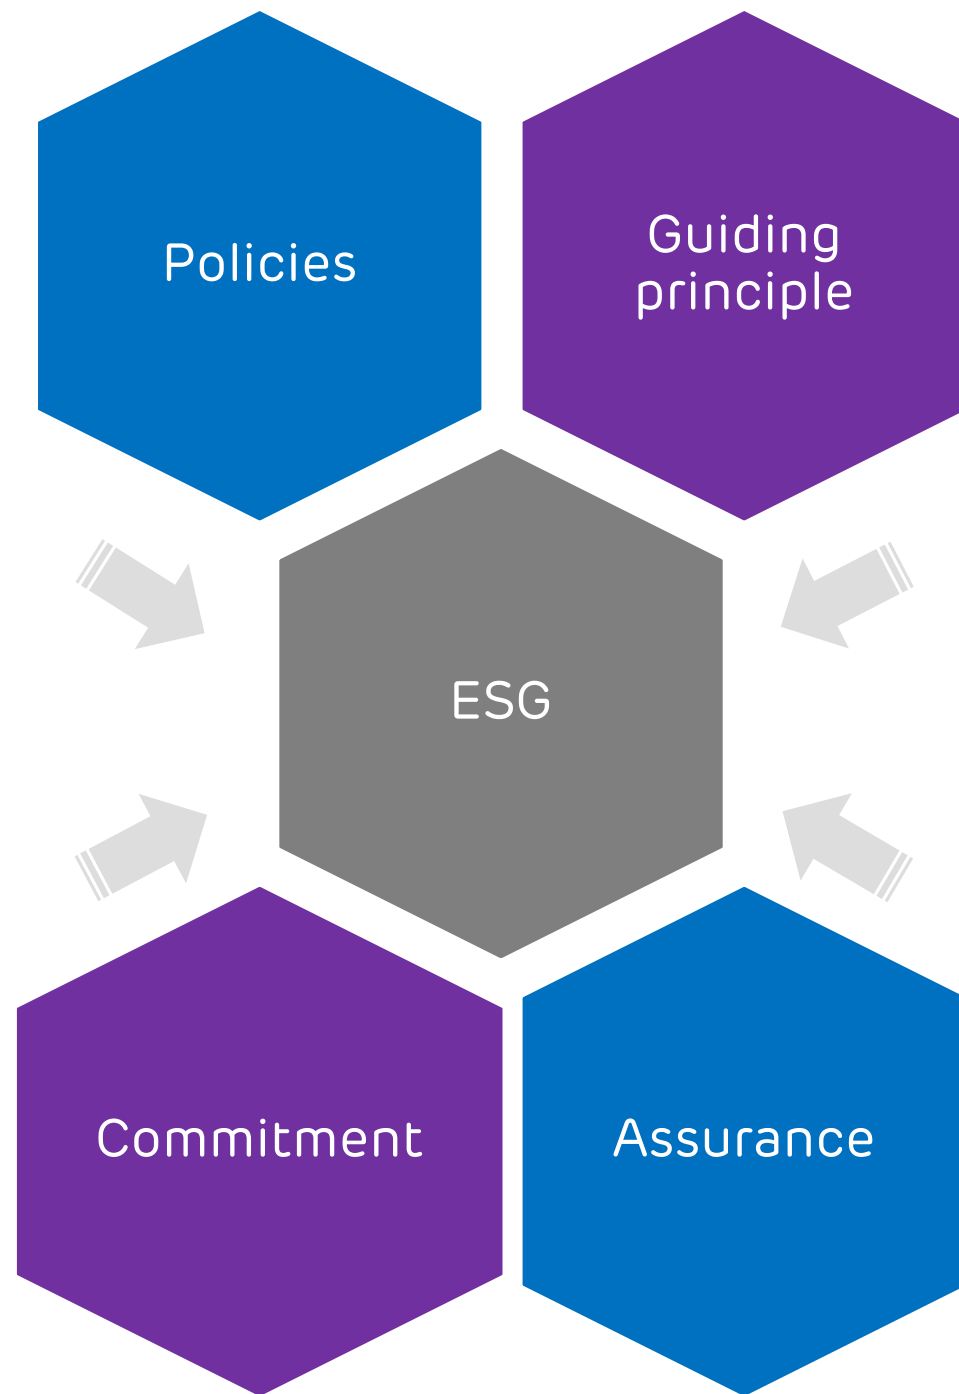 Policies
Guiding
principle
ESG
Commitment
Assurance